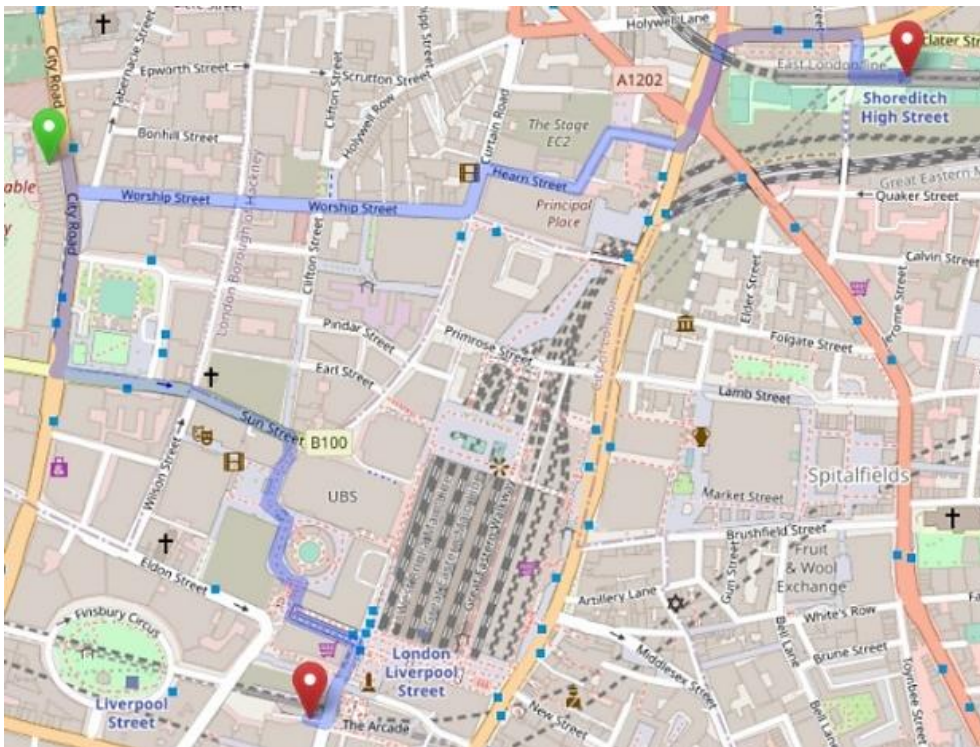 City Road
Tabernacle Street
Epworth Street
Clifton Street
Scrutton Street
Holywell Row
Bonhill Street
Holywell Lane
A1202
East London Line
Shoreditch
High Street
Curtain Road
The Stage
EC2
Hearn Street
Great Eastern
Quaker Street
Worship Street
Worship Street
City Road
London Borough of Hackney
Principal
Place
Clifton Street
Calvin Street
Elder Street
Pindar Street
Primrose Street
Folgate Street
Earl Street
Lamb Street
Sun Street
B100
Wilson Street
UBS
Spitalfields
Market Street
Great Eastern Walkway
Brushfield Street
Gun Street
Fruit
& Wool
Exchange
Eldon Street
Artillery Lane
White's Row
Finsbury Circus
Bell Lane
Brune Street
Middlesex Street
Toynbee Street
London
Liverpool
Street
Liverpool
Street
The Arcade
New Street
Bell Lane